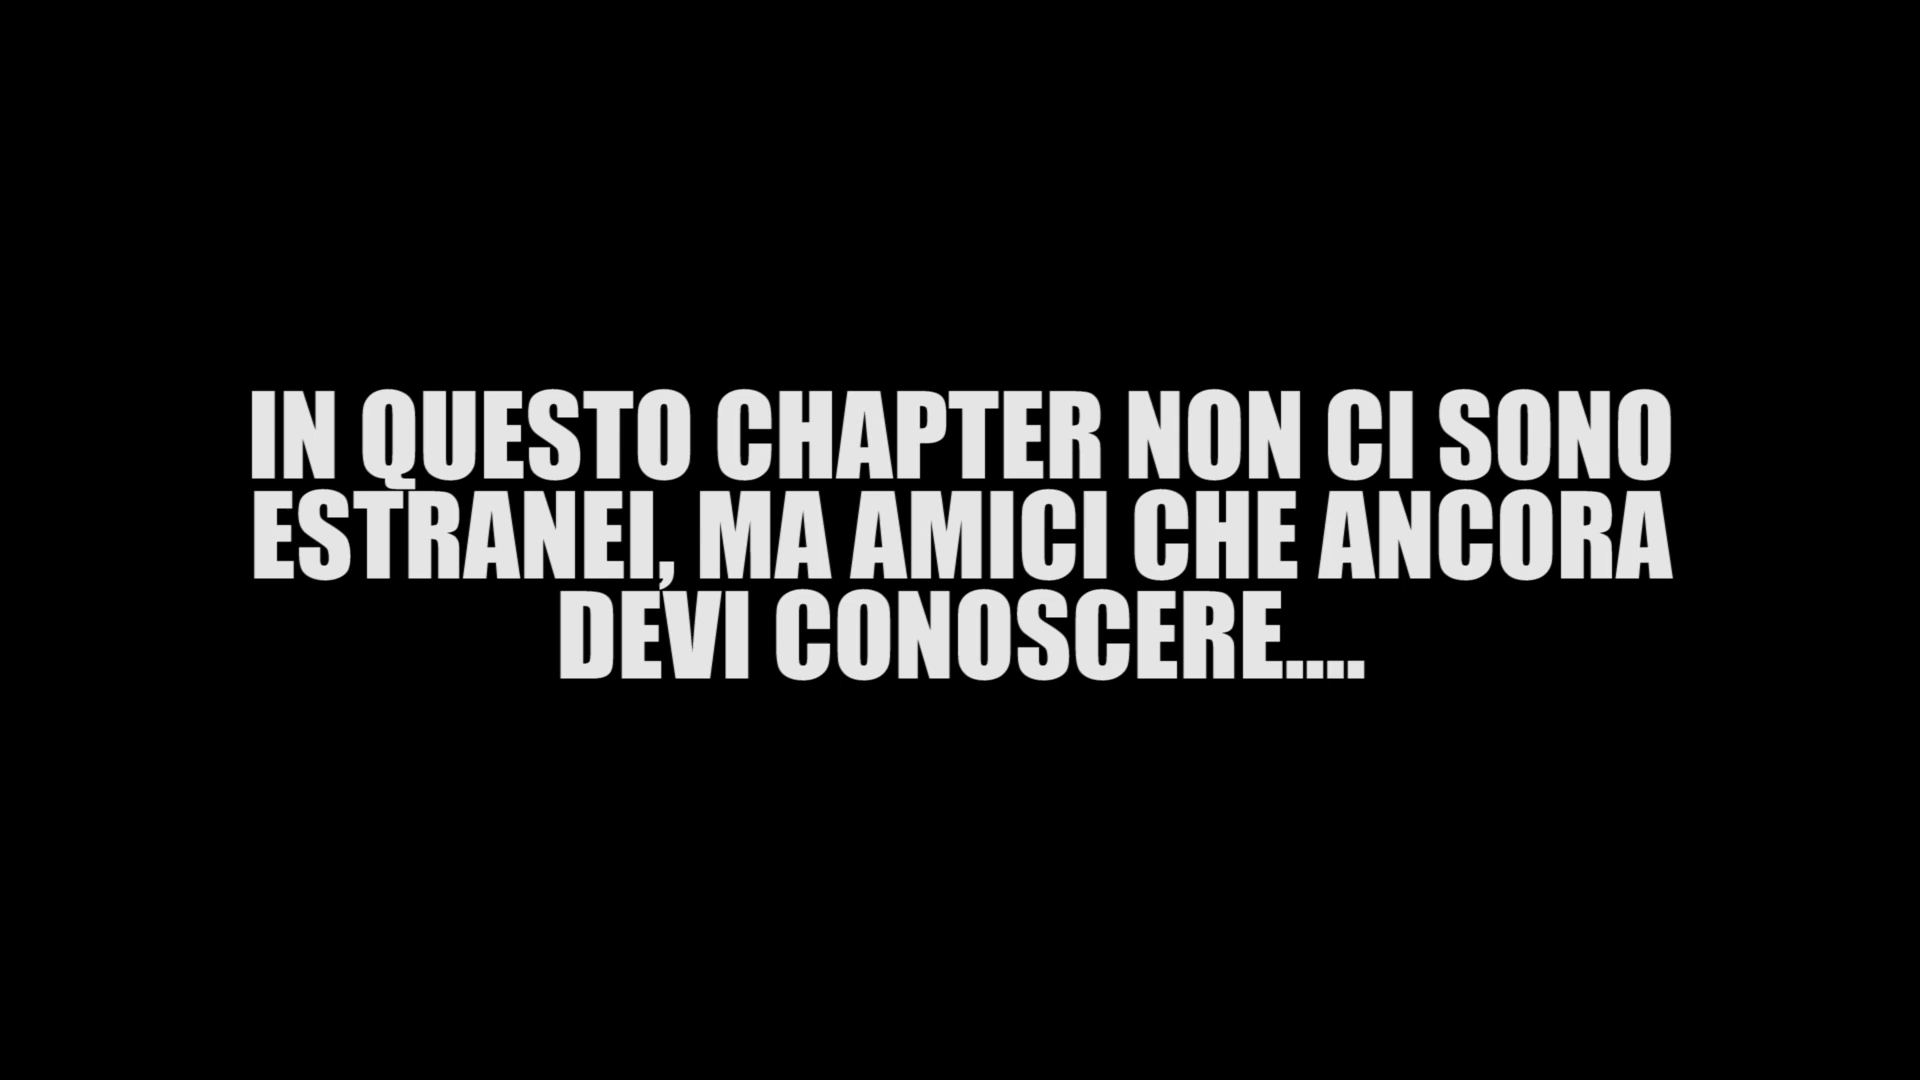 IN QUESTO CHAPTER NON CI SONO
ESTRANEI, MA AMICI CHE ANCORA
DEVI CONOSCERE....